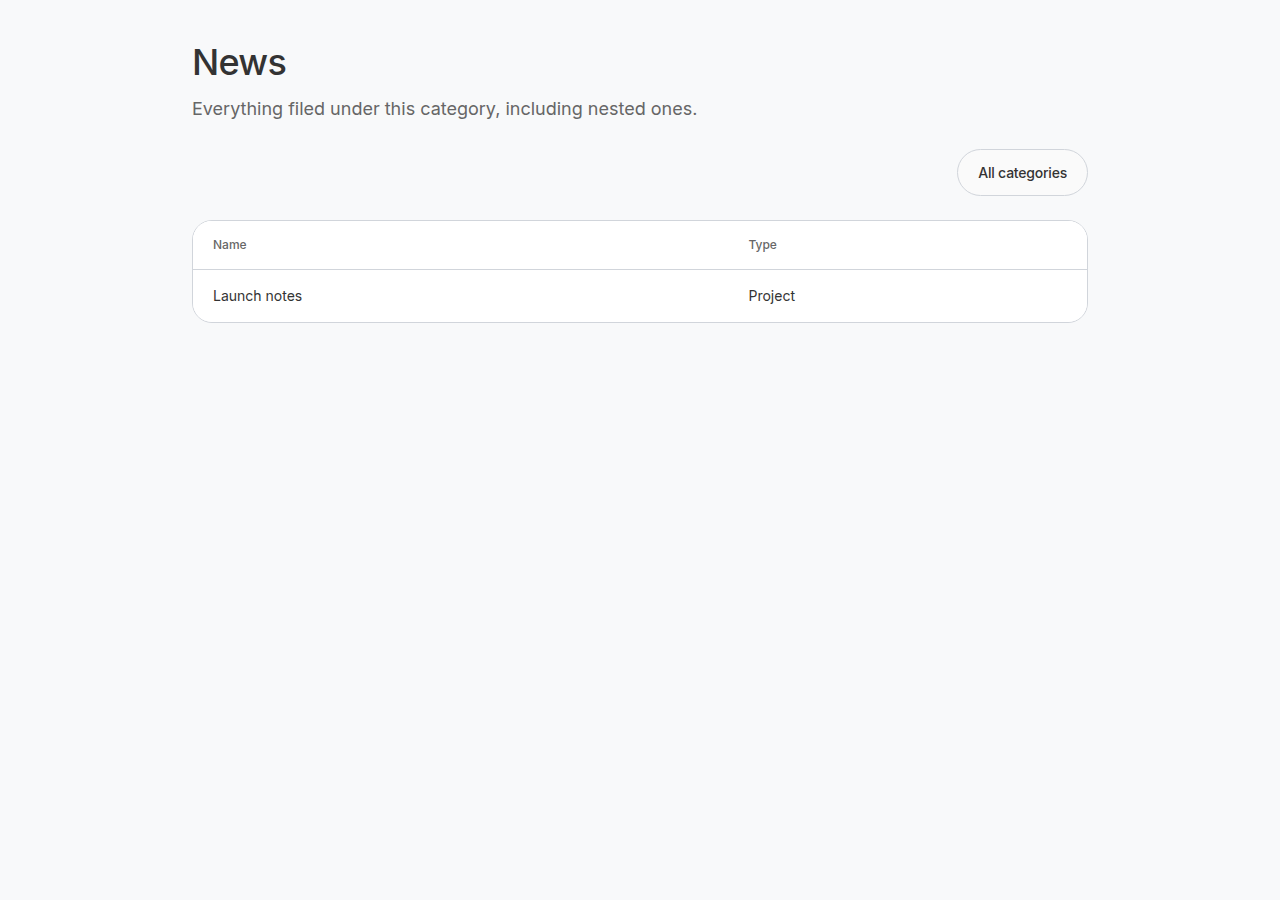 News
Everything filed under this category, including nested ones.
All categories
Name Type
Launch notes Project